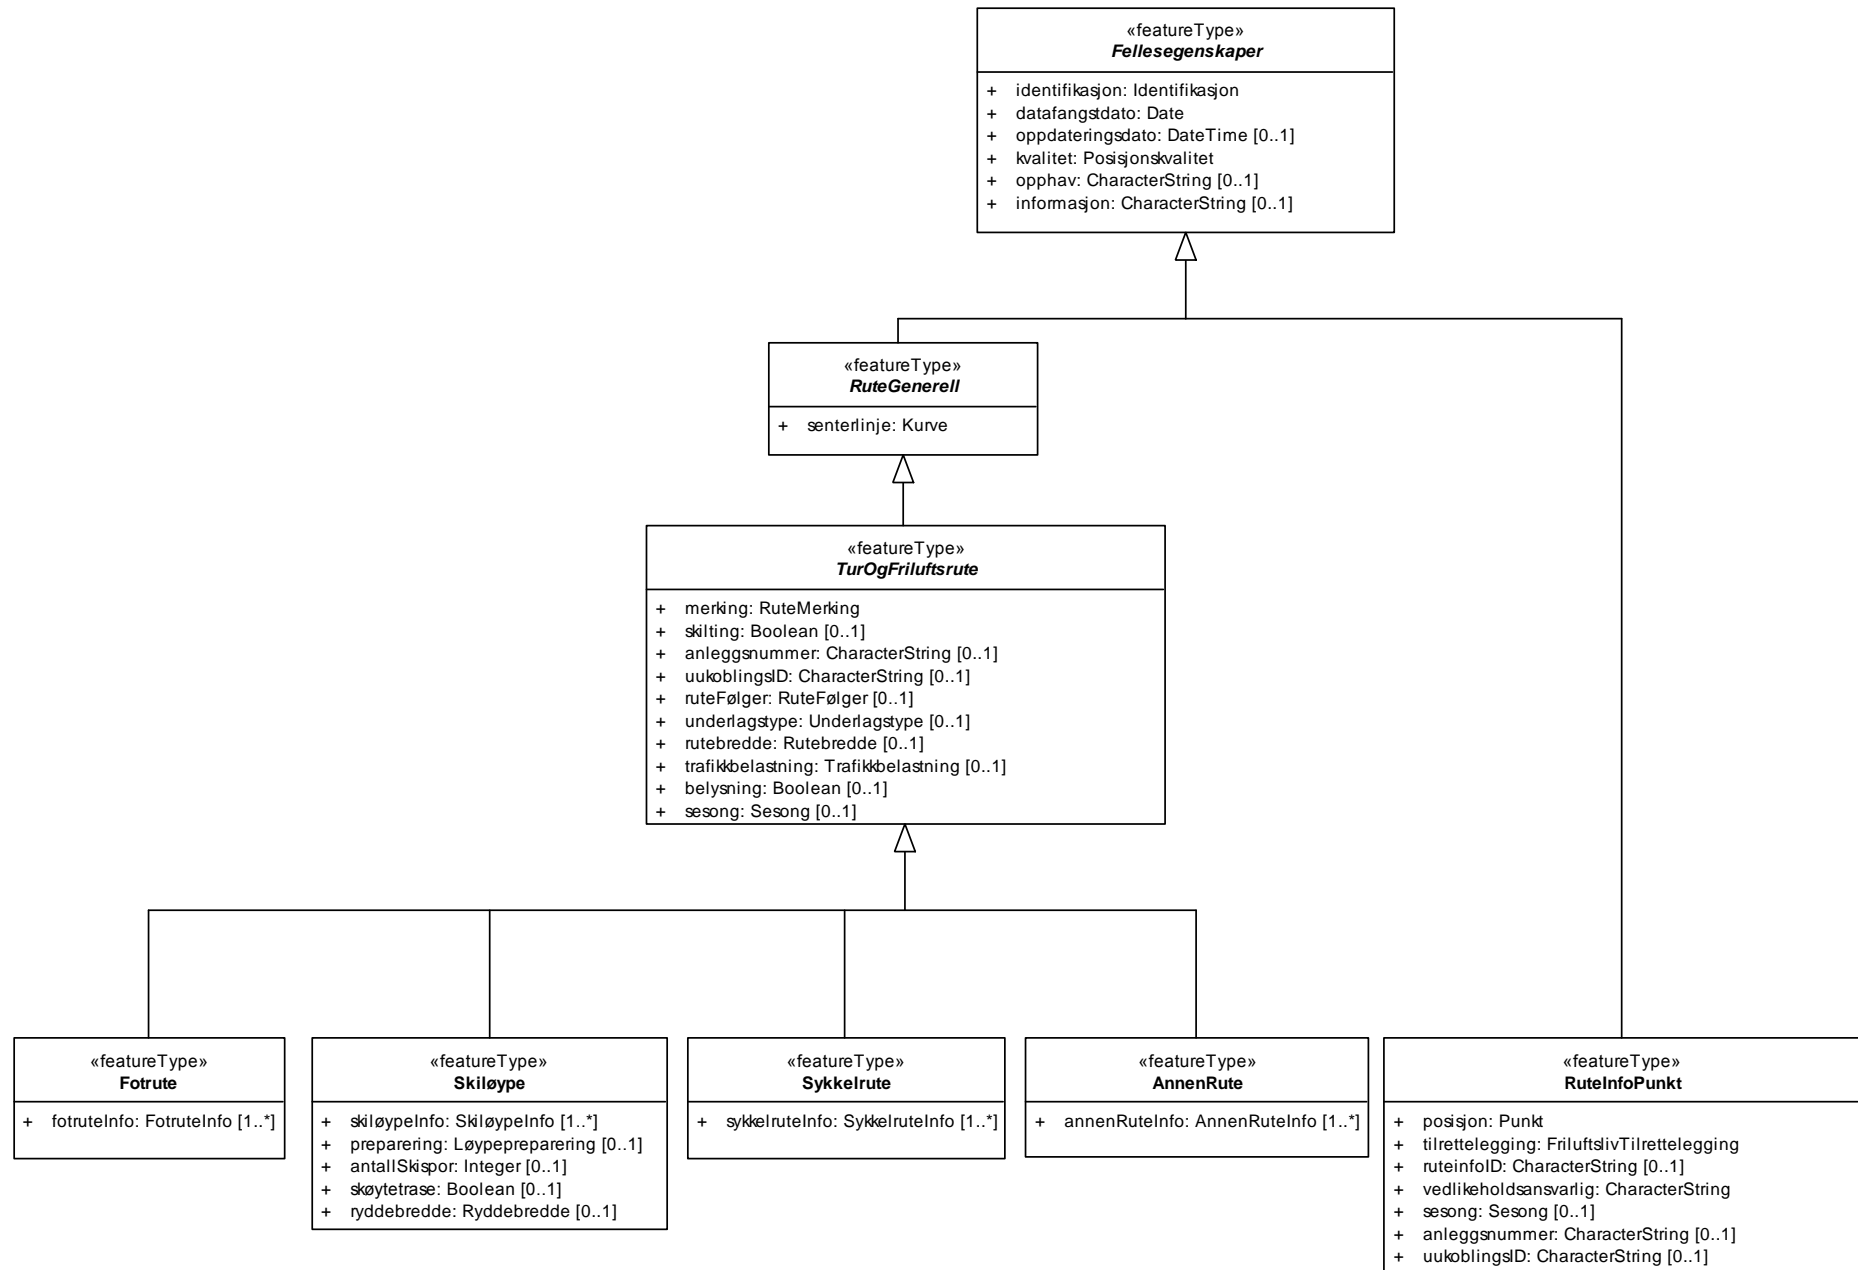 «featureType»
Fellesegenskaper
+ identifikasjon: Identifikasjon
+ datafangstdato: Date
+ oppdateringsdato: DateTime [0..1]
+ kvalitet: Posisjonskvalitet
+ opphav: CharacterString [0..1]
+ informasjon: CharacterString [0..1]
«featureType»
RuteGenerell
+ senterlinje: Kurve
«featureType»
TurOgFriluftsrute
+ merking: RuteMerking
+ skilting: Boolean [0..1]
+ anleggsnummer: CharacterString [0..1]
+ uukoblingsID: CharacterString [0..1]
+ ruteFølger: RuteFølger [0..1]
+ underlagstype: Underlagstype [0..1]
+ rutebredde: Rutebredde [0..1]
+ trafikkbelastning: Trafikkbelastning [0..1]
+ belysning: Boolean [0..1]
+ sesong: Sesong [0..1]
«featureType»
Fotrute
+ fotruteInfo: FotruteInfo [1..*]
«featureType»
Skiløype
+ skiløypeInfo: SkiløypeInfo [1..*]
+ preparering: Løypepreparering [0..1]
+ antallSkispor: Integer [0..1]
+ skøytetrase: Boolean [0..1]
+ ryddebredde: Ryddebredde [0..1]
«featureType»
Sykkelrute
+ sykkelruteInfo: SykkelruteInfo [1..*]
«featureType»
AnnenRute
+ annenRuteInfo: AnnenRuteInfo [1..*]
«featureType»
RuteInfoPunkt
+ posisjon: Punkt
+ tilrettelegging: FriluftslivTilrettelegging
+ ruteinfoID: CharacterString [0..1]
+ vedlikeholdsansvarlig: CharacterString
+ sesong: Sesong [0..1]
+ anleggsnummer: CharacterString [0..1]
+ uukoblingsID: CharacterString [0..1]